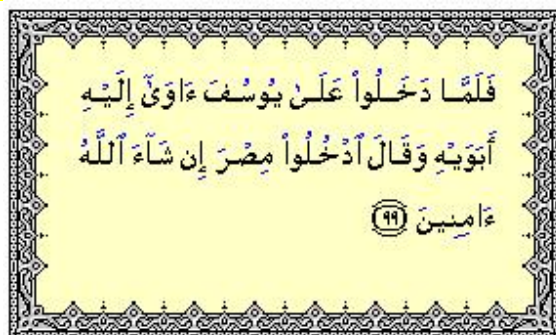 فَلَمَّا دَخَلُوا۟ عَلَىٰ يُوسُفَ ءَاوَىٰٓ إِلَيْهِ
أَبَوَيْهِ وَقَالَ ٱدْخُلُوا۟ مِصْرَ إِن شَآءَ ٱللَّهُ
ءَامِنِينَ ٩٩